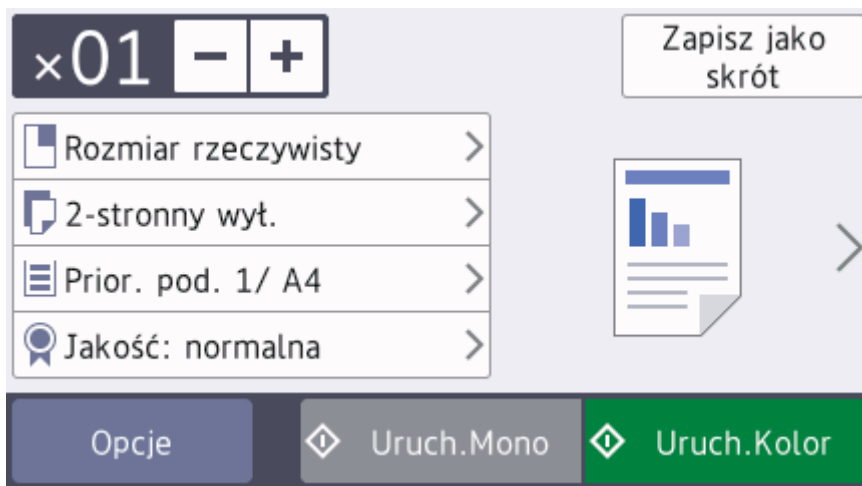 ×01 - +
Zapisz jako
skrót
Rozmiar rzeczywisty
2-stronny wył.
Prior. pod. 1/ A4
Jakość: normalna
Opcje
Uruch.Mono
Uruch.Kolor